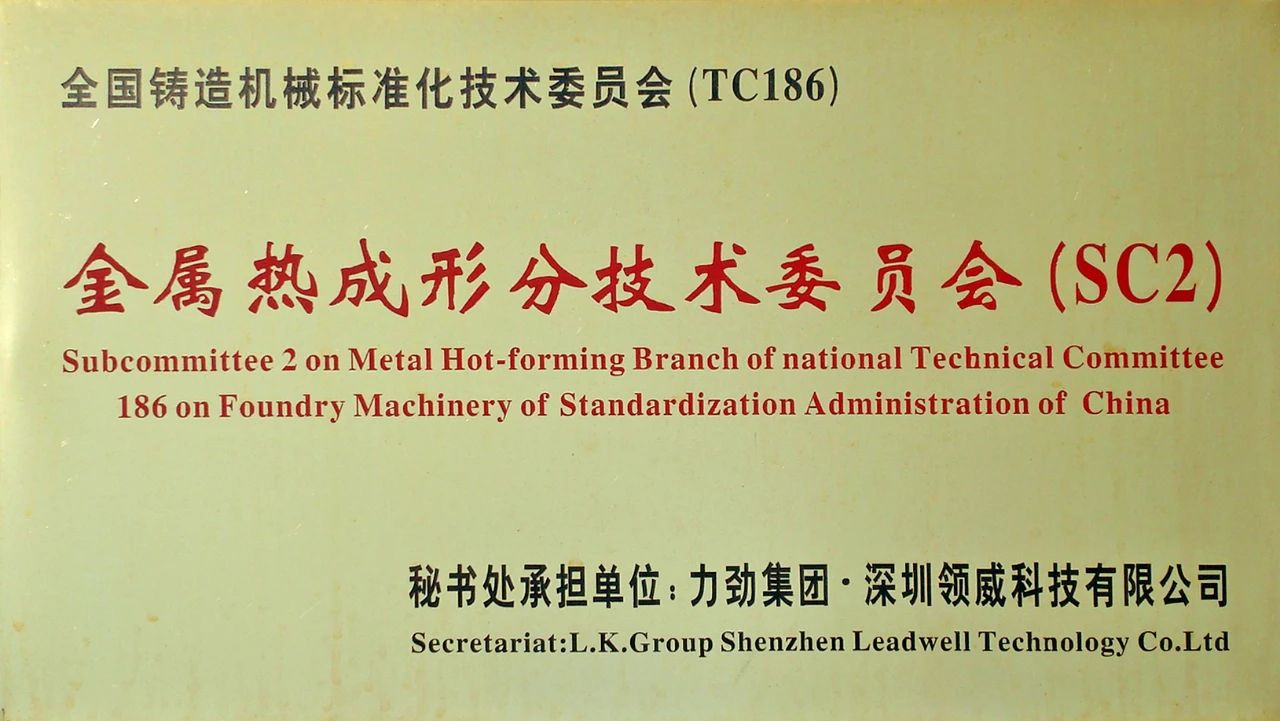 全国铸造机械标准化技术委员会(TC186)
金属热成形分技术委员会(SC2)
Subcommittee 2 on Metal Hot-forming Branch of national Technical Committee
186 on Foundry Machinery of Standardization Administration of China
秘书处承担单位:力劲集团·深圳领威科技有限公司
Secretariat:L.K.Group Shenzhen Leadwell Technology Co.Ltd